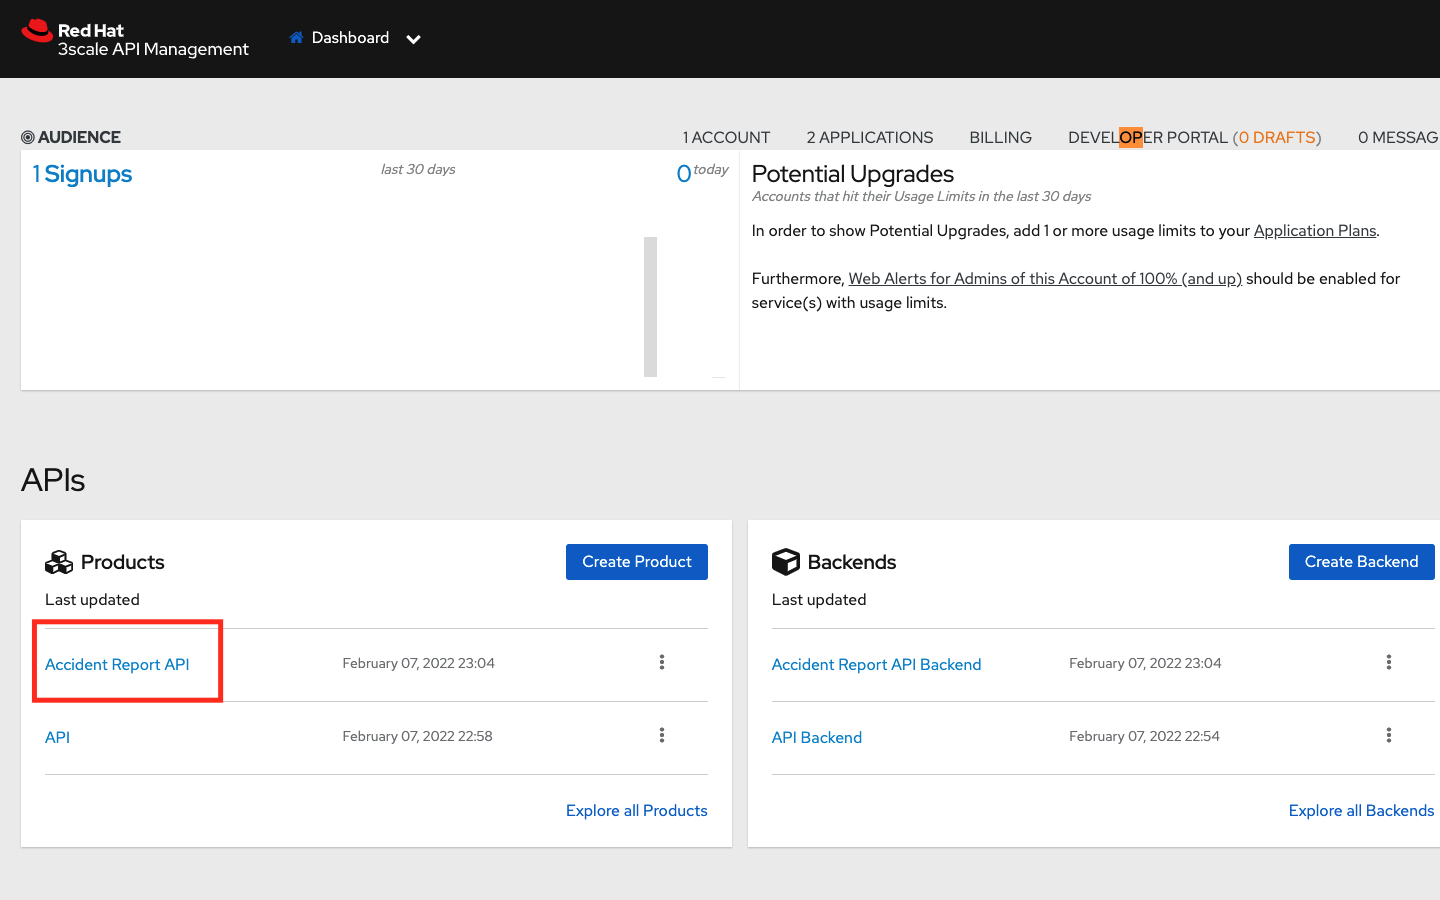 Red Hat
3scale API Management
Dashboard
AUDIENCE
1 ACCOUNT 2 APPLICATIONS BILLING DEVELOPER PORTAL (0 DRAFTS) 0 MESSAG
1 Signups last 30 days 0 today
Potential Upgrades
Accounts that hit their Usage Limits in the last 30 days
In order to show Potential Upgrades, add 1 or more usage limits to your Application Plans.
Furthermore, Web Alerts for Admins of this Account of 100% (and up) should be enabled for
service(s) with usage limits.
APIs
Products Create Product
Last updated
Accident Report API February 07, 2022 23:04
API February 07, 2022 22:58
Explore all Products
Backends Create Backend
Last updated
Accident Report API Backend February 07, 2022 23:04
API Backend February 07, 2022 22:54
Explore all Backends